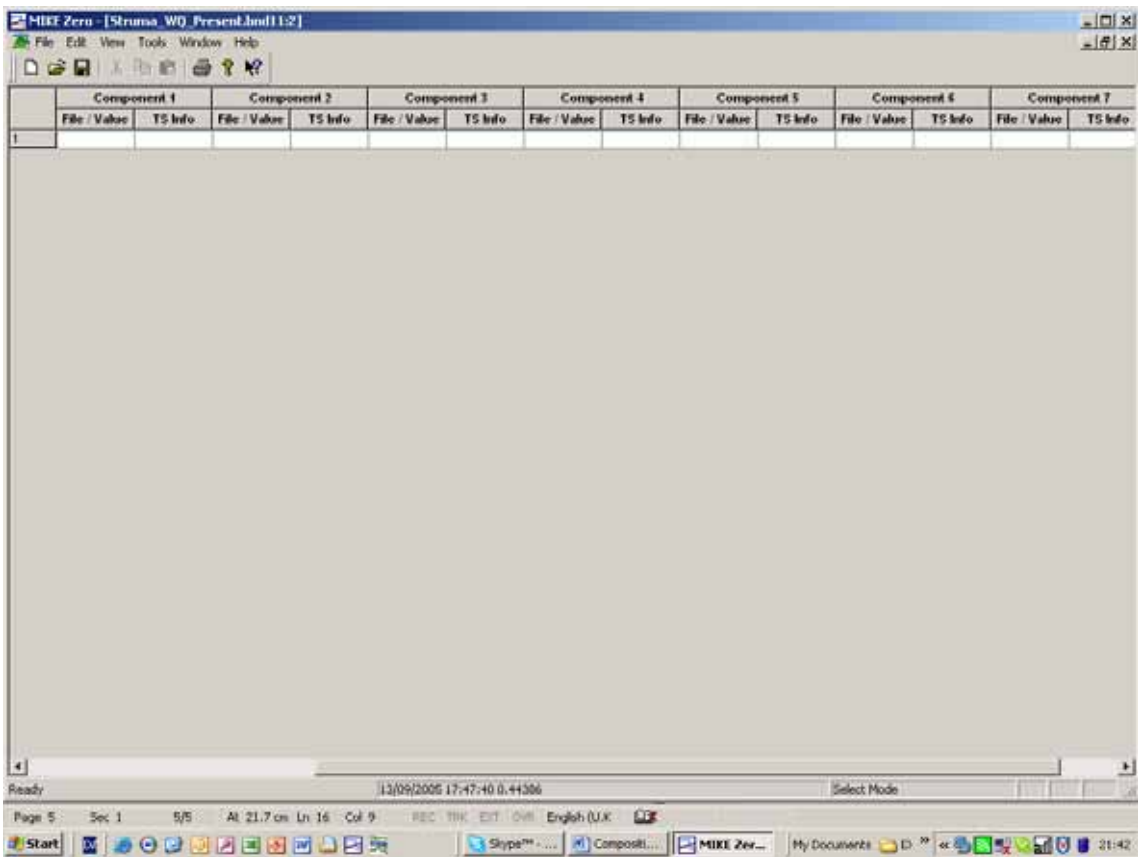 MIKE Zero - [Struma_WQ_Present.bnd11:2]
File Edit View Tools Window Help
Component 1 Component 2 Component 3 Component 4 Component 5 Component 6 Component 7
File / Value TS Info File / Value TS Info File / Value TS Info File / Value TS Info File / Value TS Info File / Value TS Info File / Value TS Info
1
Ready 13/09/2005 17:47:40 0.44386 Select Mode
Page 5 Sec 1 5/5 At 21.7 cm Ln 16 Col 9 REC TRK EXT OVR English (U.K
Start Skype™ - ... Compositi... MIKE Zer... My Documents D » « 21:42